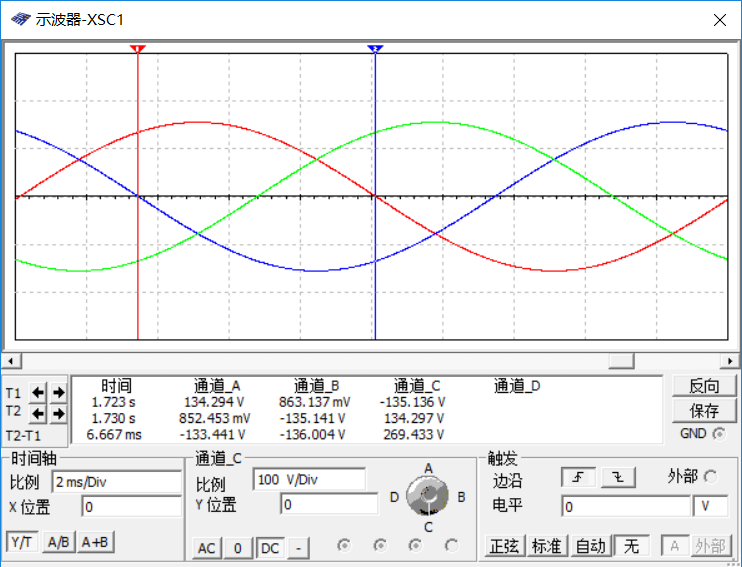 示波器-XSC1
1
2
时间 通道_A 通道_B 通道_C 通道_D
T1 1.723 s 134.294 V 863.137 mV -135.136 V
T2 1.730 s 852.453 mV -135.141 V 134.297 V
T2-T1 6.667 ms -133.441 V -136.004 V 269.433 V
反向
保存
GND
时间轴 通道_C 触发
比例 2 ms/Div 比例 100 V/Div A 边沿 外部
X 位置 0 Y 位置 0 D B 电平 0 V
C
Y/T A/B A+B AC 0 DC - 正弦 标准 自动 无 A 外部